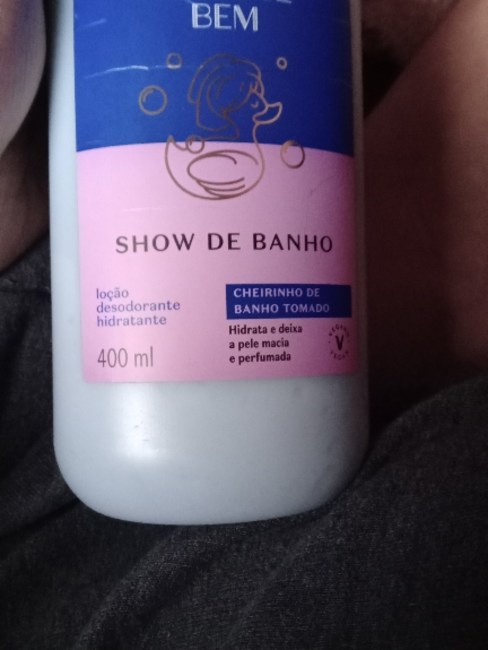 BEM
SHOW DE BANHO
loção
desodorante
hidratante
400 ml
CHEIRINHO DE
BANHO TOMADO
Hidrata e deixa
a pele macia
e perfumada
V